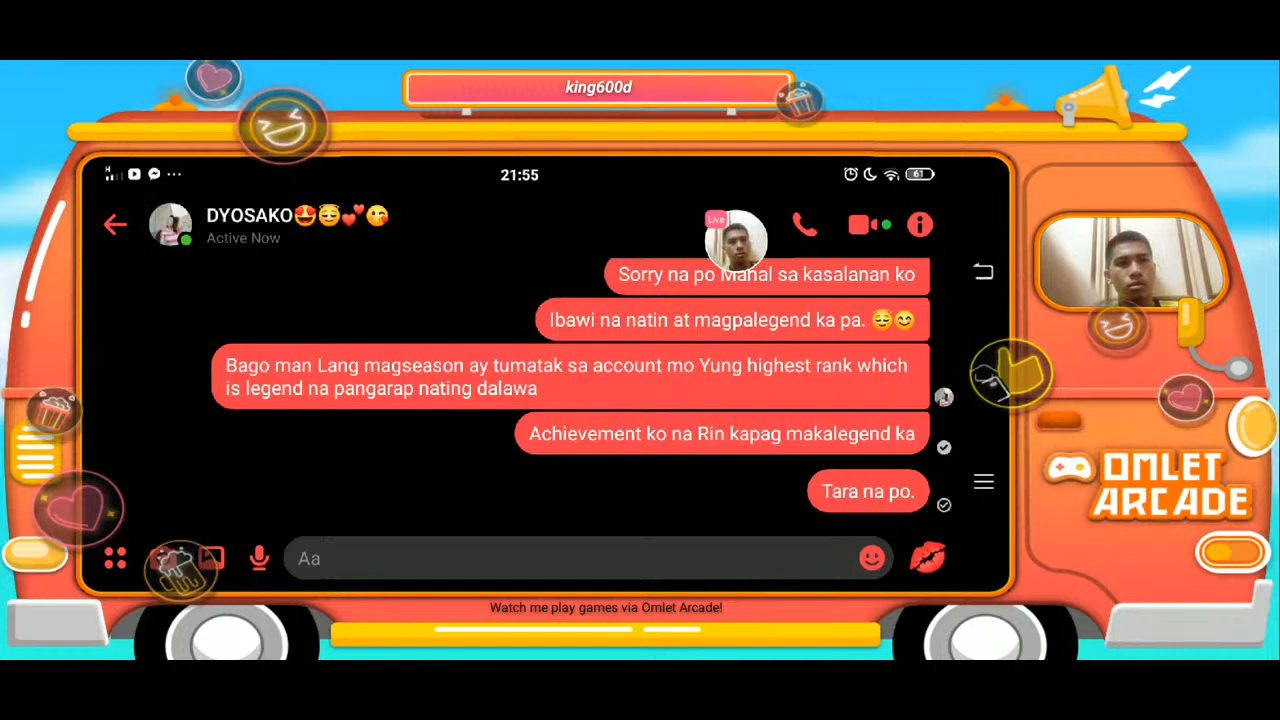 king600d
H
21:55
61
DYOSAKO🤩😇💕😘
Active Now
Live
Sorry na po Mahal sa kasalanan ko
Ibawi na natin at magpalegend ka pa. 😌😊
Bago man Lang magseason ay tumatak sa account mo Yung highest rank which
is legend na pangarap nating dalawa
Achievement ko na Rin kapag makalegend ka
Tara na po.
Aa
OMLET
ARCADE
Watch me play games via Omlet Arcade!